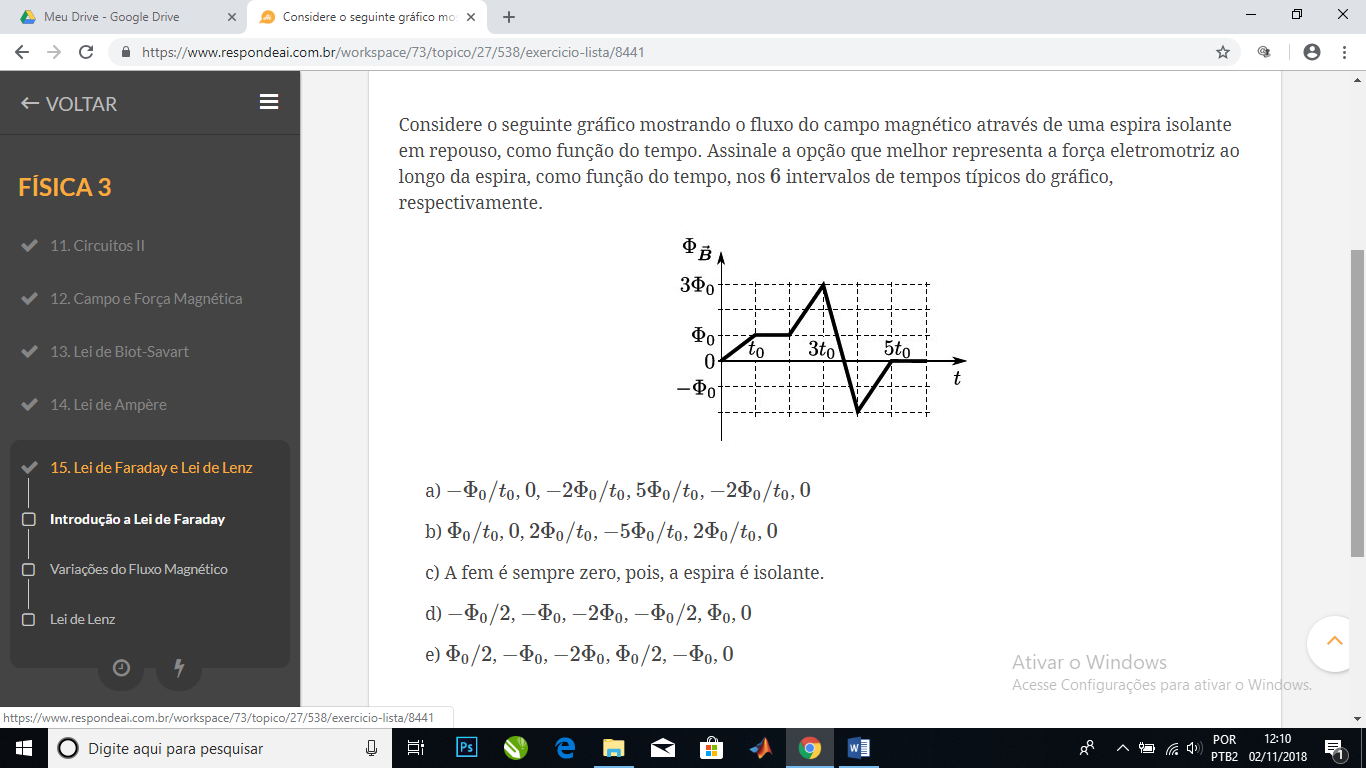 Meu Drive - Google Drive
Considere o seguinte gráfico mos
https://www.respondeai.com.br/workspace/73/topico/27/538/exercicio-lista/8441
← VOLTAR
FÍSICA 3
11. Circuitos II
12. Campo e Força Magnética
13. Lei de Biot-Savart
14. Lei de Ampère
15. Lei de Faraday e Lei de Lenz
Introdução a Lei de Faraday
Variações do Fluxo Magnético
Lei de Lenz
Considere o seguinte gráfico mostrando o fluxo do campo magnético através de uma espira isolante
em repouso, como função do tempo. Assinale a opção que melhor representa a força eletromotriz ao
longo da espira, como função do tempo, nos 6 intervalos de tempos típicos do gráfico,
respectivamente.
Φ_B⃗
3Φ₀
Φ₀
0
−Φ₀
t₀ 3t₀ 5t₀
t
a) −Φ₀/t₀, 0, −2Φ₀/t₀, 5Φ₀/t₀, −2Φ₀/t₀, 0
b) Φ₀/t₀, 0, 2Φ₀/t₀, −5Φ₀/t₀, 2Φ₀/t₀, 0
c) A fem é sempre zero, pois, a espira é isolante.
d) −Φ₀/2, −Φ₀, −2Φ₀, −Φ₀/2, Φ₀, 0
e) Φ₀/2, −Φ₀, −2Φ₀, Φ₀/2, −Φ₀, 0
Ativar o Windows
Acesse Configurações para ativar o Windows.
https://www.respondeai.com.br/workspace/73/topico/27/538/exercicio-lista/8441
Digite aqui para pesquisar
Ps
POR
PTB2
12:10
02/11/2018
1